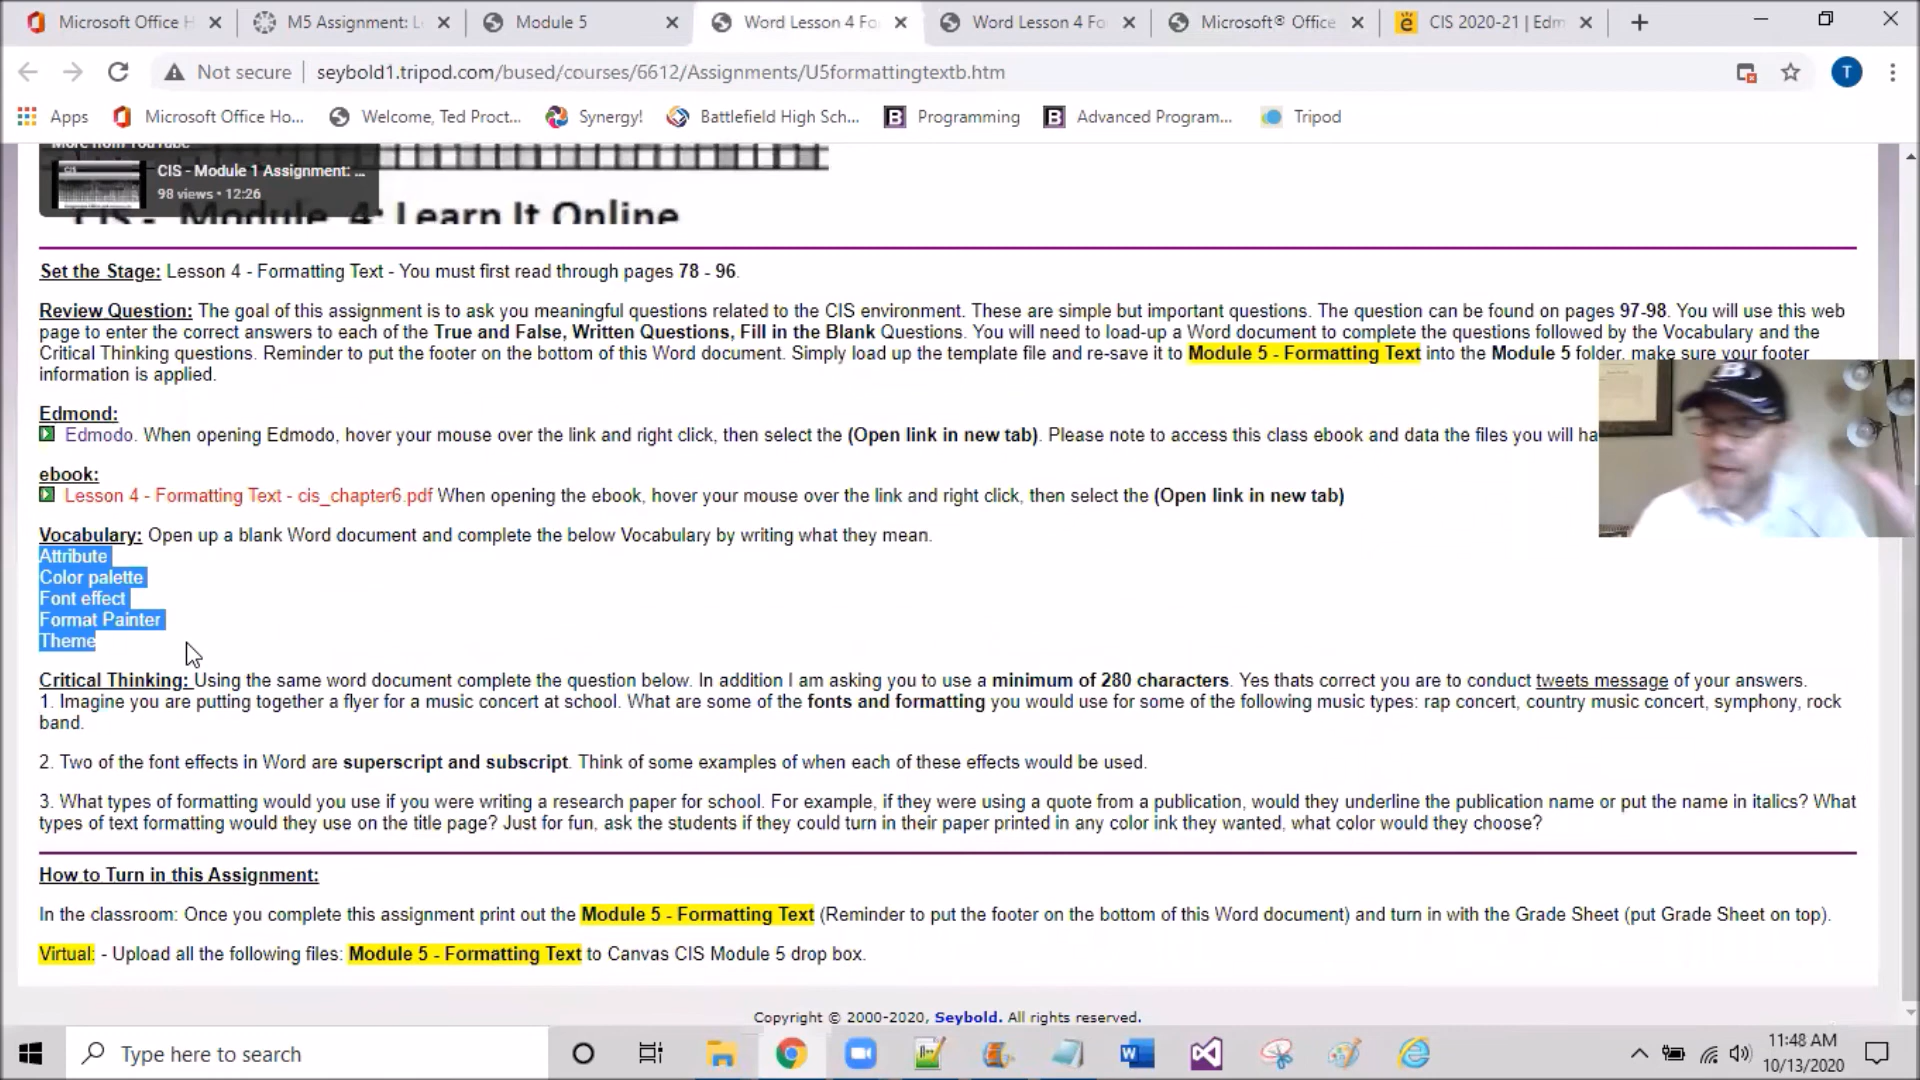 Microsoft Office H
M5 Assignment: L
Module 5
Word Lesson 4 Fo
Word Lesson 4 Fo
Microsoft® Office
CIS 2020-21 | Edm
Not secure
seybold1.tripod.com/bused/courses/6612/Assignments/U5formattingtextb.htm
T
Apps
Microsoft Office Ho...
Welcome, Ted Proct...
Synergy!
Battlefield High Sch...
Programming
Advanced Program...
Tripod
More from YouTube
CIS - Module 1 Assignment: ...
98 views • 12:26
CIS - Module 4: Learn It Online
Set the Stage: Lesson 4 - Formatting Text - You must first read through pages 78 - 96.
Review Question: The goal of this assignment is to ask you meaningful questions related to the CIS environment. These are simple but important questions. The question can be found on pages 97-98. You will use this web
page to enter the correct answers to each of the True and False, Written Questions, Fill in the Blank Questions. You will need to load-up a Word document to complete the questions followed by the Vocabulary and the
Critical Thinking questions. Reminder to put the footer on the bottom of this Word document. Simply load up the template file and re-save it to Module 5 - Formatting Text into the Module 5 folder, make sure your footer
information is applied.
Edmond:
Edmodo. When opening Edmodo, hover your mouse over the link and right click, then select the (Open link in new tab). Please note to access this class ebook and data the files you will ha
ebook:
Lesson 4 - Formatting Text - cis_chapter6.pdf When opening the ebook, hover your mouse over the link and right click, then select the (Open link in new tab)
Vocabulary: Open up a blank Word document and complete the below Vocabulary by writing what they mean.
Attribute
Color palette
Font effect
Format Painter
Theme
Critical Thinking: Using the same word document complete the question below. In addition I am asking you to use a minimum of 280 characters. Yes thats correct you are to conduct tweets message of your answers.
1. Imagine you are putting together a flyer for a music concert at school. What are some of the fonts and formatting you would use for some of the following music types: rap concert, country music concert, symphony, rock
band.
2. Two of the font effects in Word are superscript and subscript. Think of some examples of when each of these effects would be used.
3. What types of formatting would you use if you were writing a research paper for school. For example, if they were using a quote from a publication, would they underline the publication name or put the name in italics? What
types of text formatting would they use on the title page? Just for fun, ask the students if they could turn in their paper printed in any color ink they wanted, what color would they choose?
How to Turn in this Assignment:
In the classroom: Once you complete this assignment print out the Module 5 - Formatting Text (Reminder to put the footer on the bottom of this Word document) and turn in with the Grade Sheet (put Grade Sheet on top).
Virtual: - Upload all the following files: Module 5 - Formatting Text to Canvas CIS Module 5 drop box.
Copyright © 2000-2020, Seybold. All rights reserved.
Type here to search
11:48 AM
10/13/2020